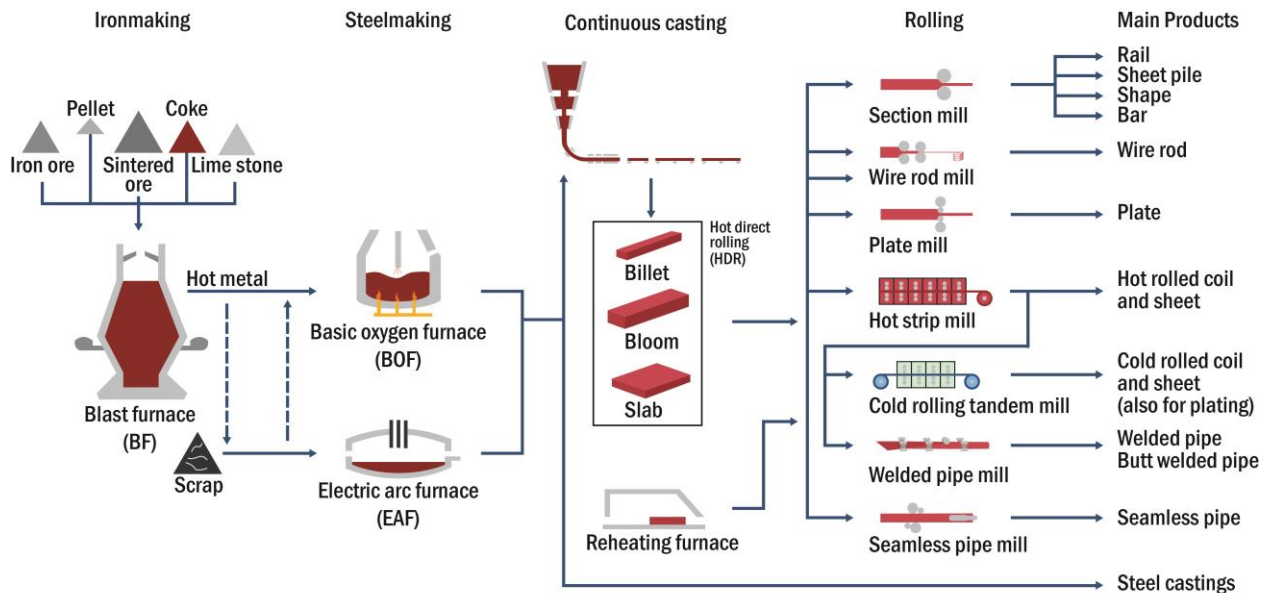 Ironmaking
Steelmaking
Continuous casting
Rolling
Main Products
Pellet
Coke
Iron ore
Sintered
ore
Lime stone
Hot metal
Blast furnace
(BF)
Scrap
Basic oxygen furnace
(BOF)
Electric arc furnace
(EAF)
Hot direct
rolling
(HDR)
Billet
Bloom
Slab
Reheating furnace
Section mill
Wire rod mill
Plate mill
Hot strip mill
Cold rolling tandem mill
Welded pipe mill
Seamless pipe mill
Rail
Sheet pile
Shape
Bar
Wire rod
Plate
Hot rolled coil
and sheet
Cold rolled coil
and sheet
(also for plating)
Welded pipe
Butt welded pipe
Seamless pipe
Steel castings